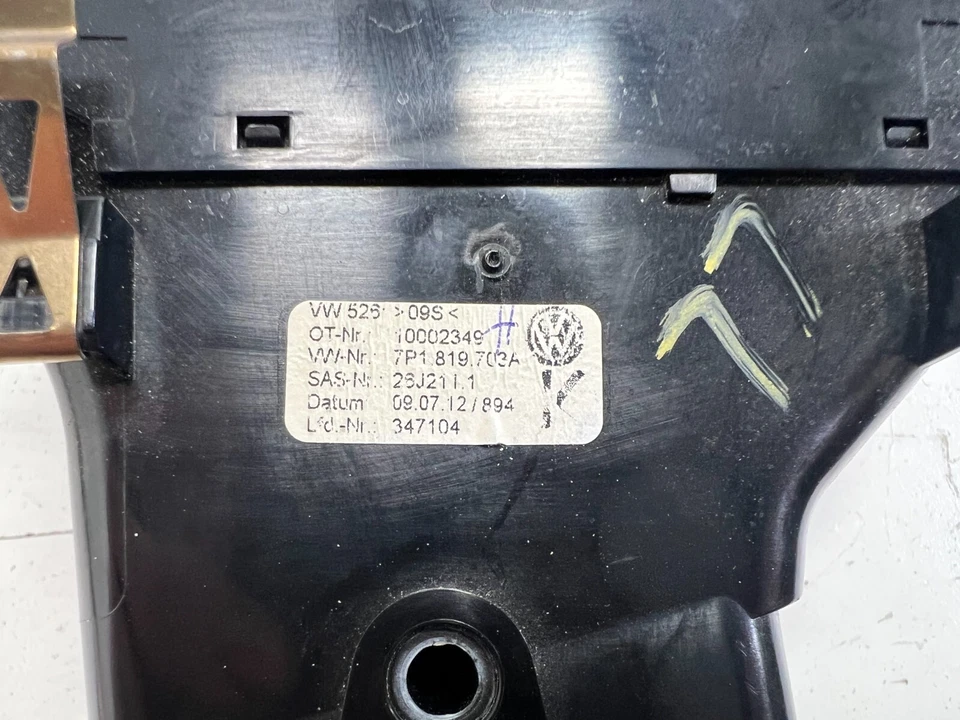 VW 526 >09S<
OT-Nr.: 10002349 H
VW-Nr.: 7P1.819.703A
SAS-Nr.: 26J211.1
Datum: 09.07.12/894
Lfd.-Nr.: 347104